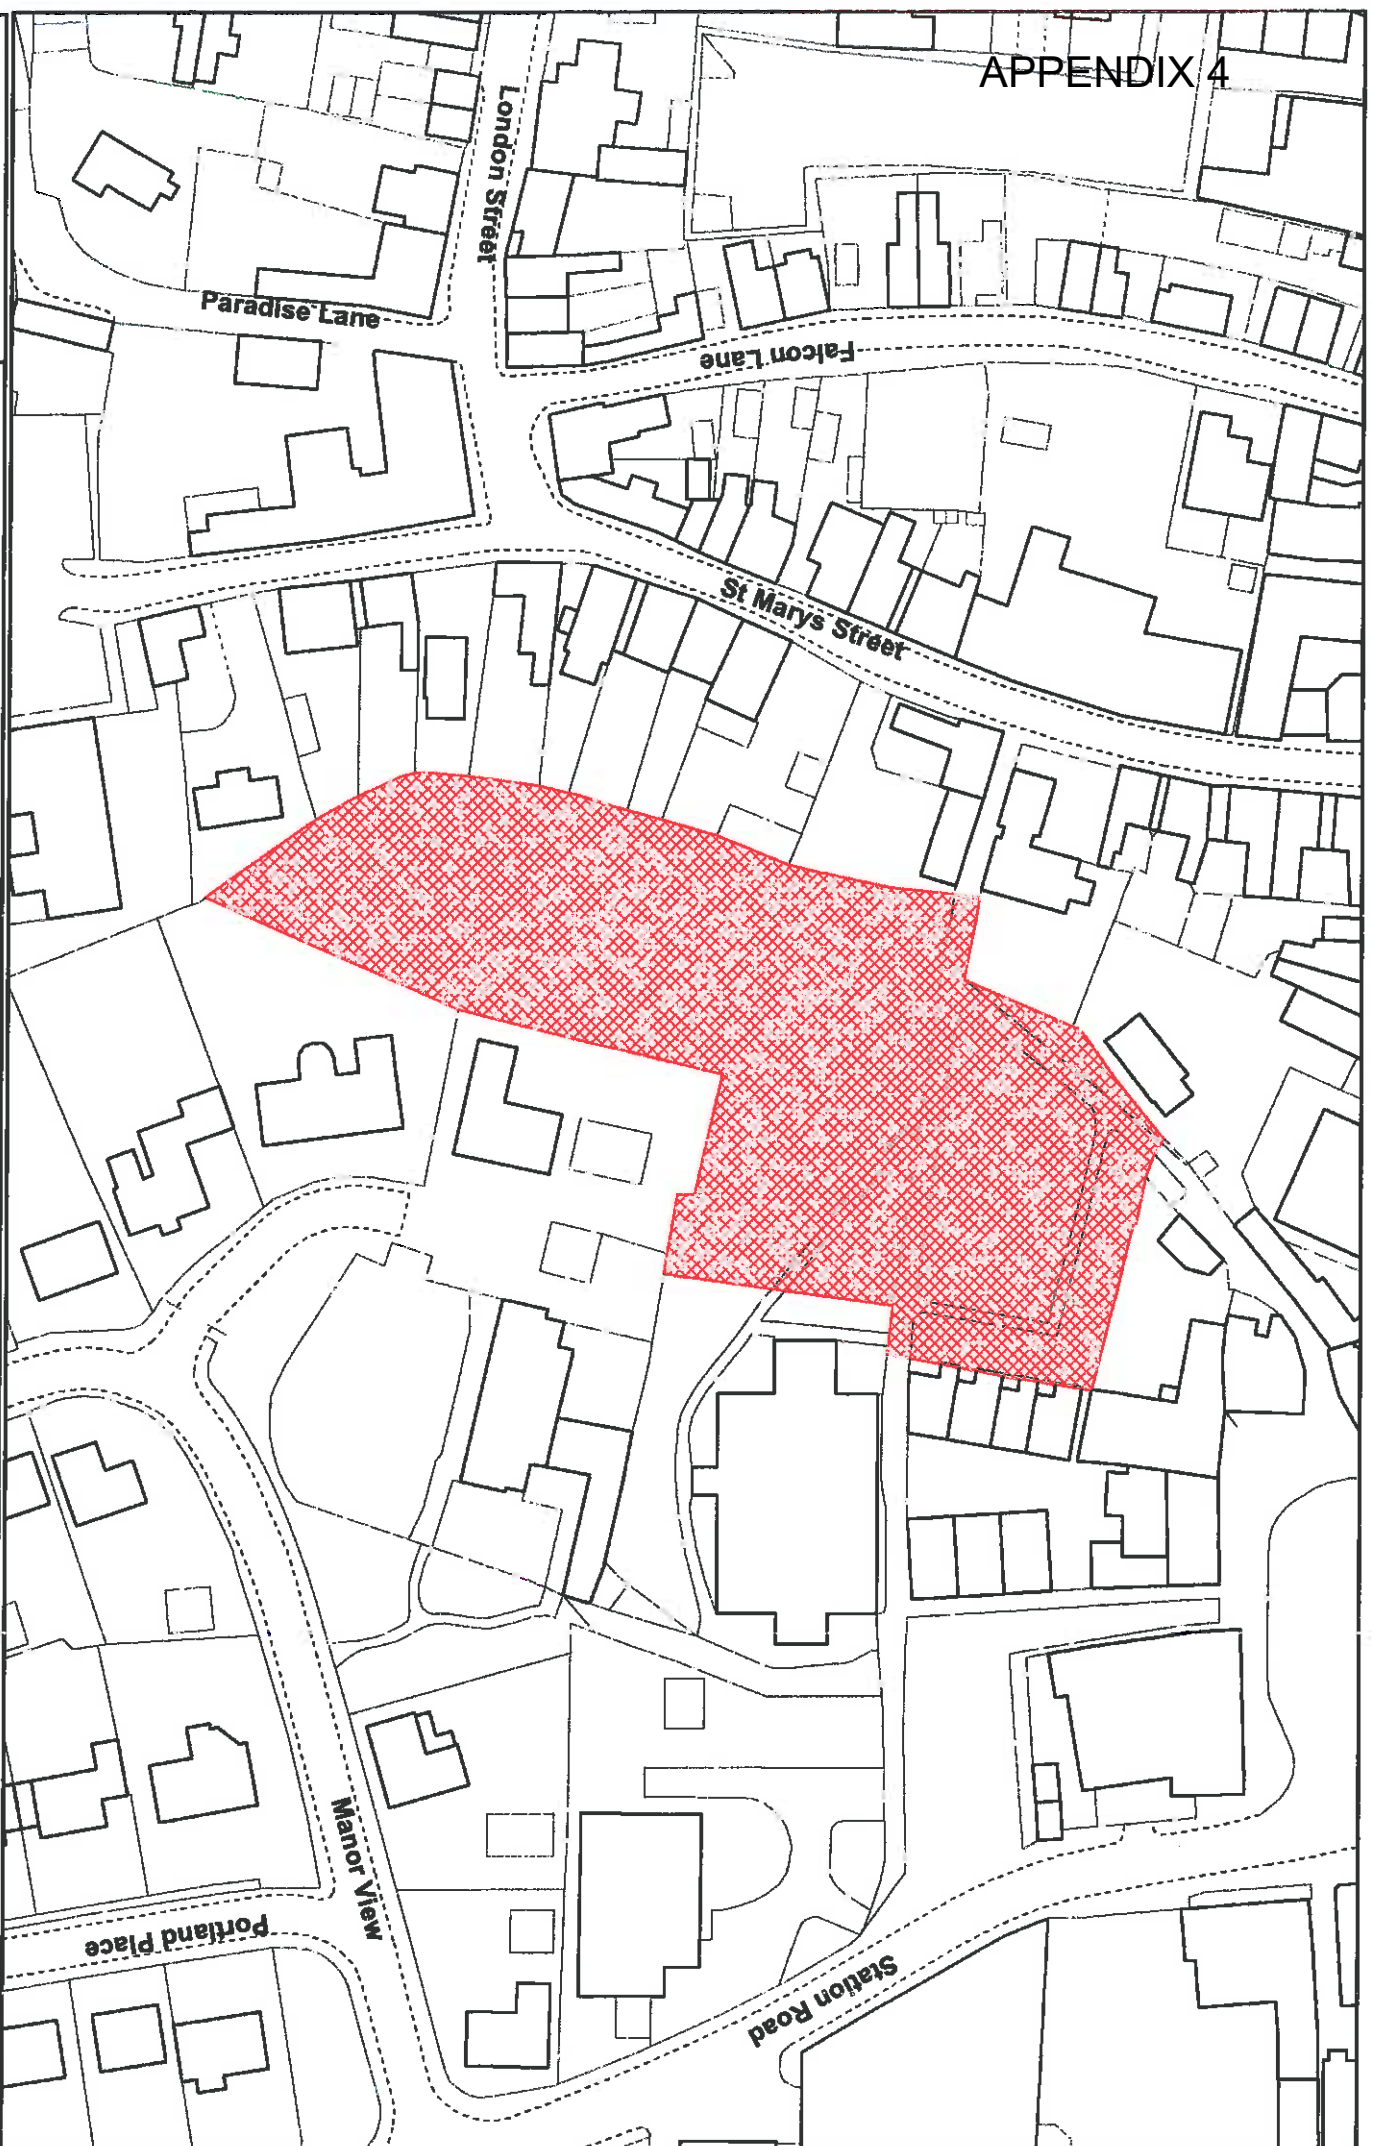 APPENDIX 4
London Street
Paradise Lane
Falcon Lane
St Marys Street
Manor View
Portland Place
Station Road